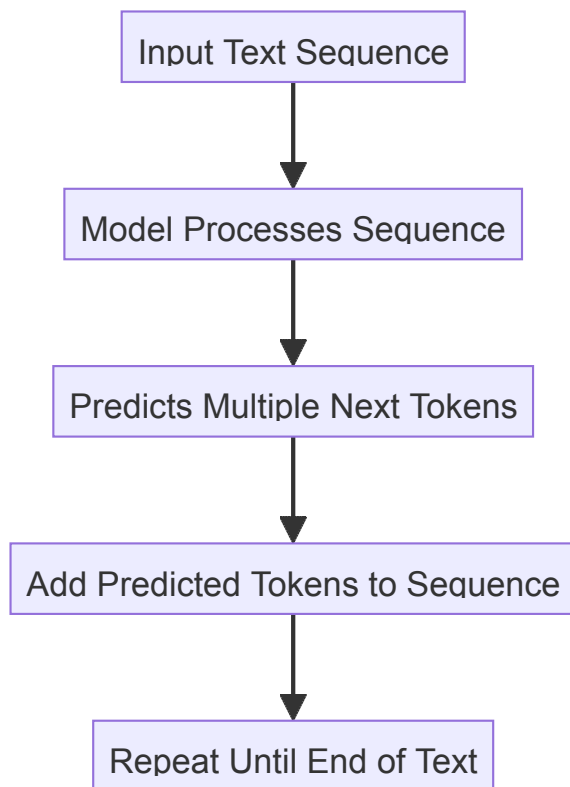 Input Text Sequence
Model Processes Sequence
Predicts Multiple Next Tokens
Add Predicted Tokens to Sequence
Repeat Until End of Text